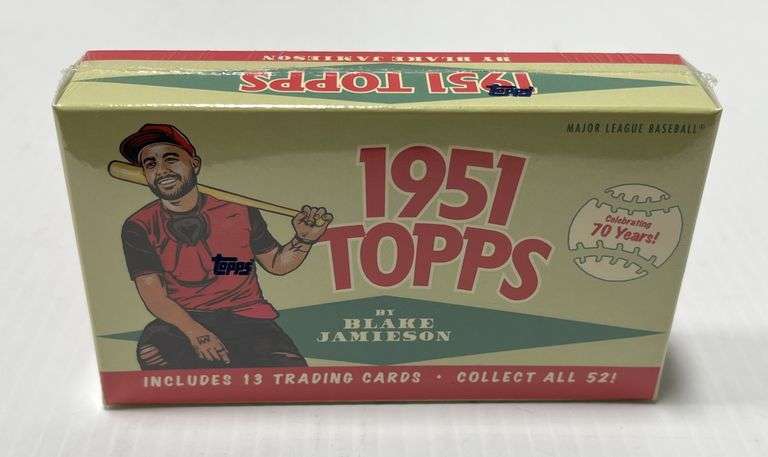 BY BLAKE JAMIESON
1951 TOPPS
TOPPS
MAJOR LEAGUE BASEBALL®
1951
TOPPS
Celebrating
70 Years!
TOPPS
BY
BLAKE
JAMIESON
INCLUDES 13 TRADING CARDS • COLLECT ALL 52!